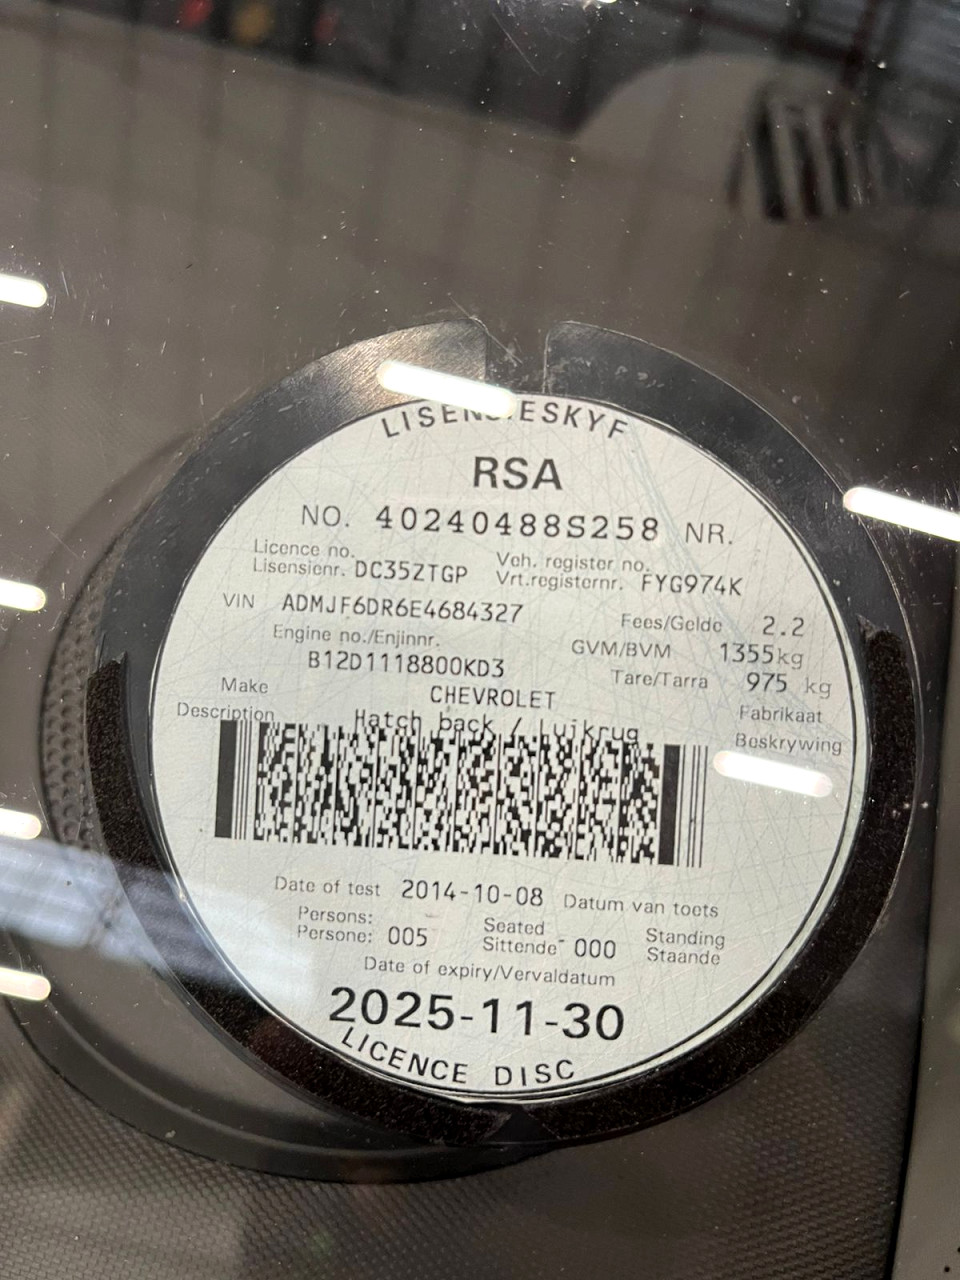 LISENSIESKYF
RSA
NO. 40240488S258 NR.
Licence no. Veh. register no.
Lisensienr. DC35ZTGP Vrt.registernr. FYG974K
VIN ADMJF6DR6E4684327 Fees/Gelde 2.2
Engine no./Enjinnr. GVM/BVM 1355kg
B12D1118800KD3 Tare/Tarra 975 kg
Make CHEVROLET Fabrikaat
Description Hatch back / Luikrug Beskrywing
Date of test 2014-10-08 Datum van toets
Persons: Seated Standing
Persone: 005 Sittende 000 Staande
Date of expiry/Vervaldatum
2025-11-30
LICENCE DISC